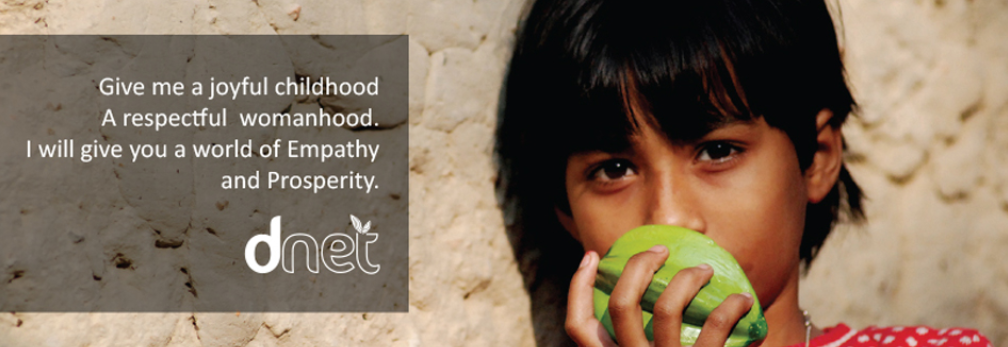 Give me a joyful childhood
A respectful womanhood.
I will give you a world of Empathy
and Prosperity.
dnet